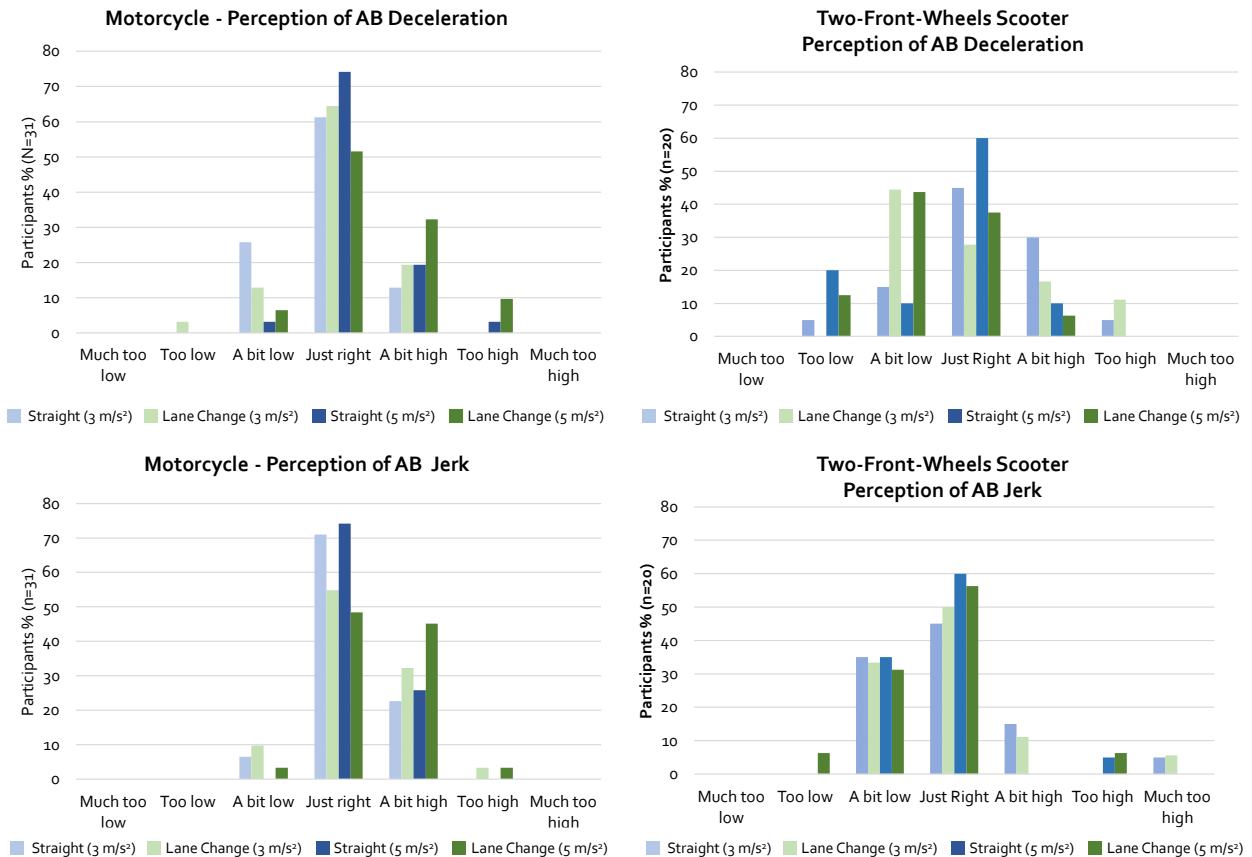 Motorcycle - Perception of AB Deceleration
80
70
60
50
40
30
20
10
0
Participants % (N=31)
Much too low
Too low
A bit low
Just right
A bit high
Too high
Much too high
Straight (3 m/s²)
Lane Change (3 m/s²)
Straight (5 m/s²)
Lane Change (5 m/s²)
Two-Front-Wheels Scooter
Perception of AB Deceleration
80
70
60
50
40
30
20
10
0
Participants % (n=20)
Much too low
Too low
A bit low
Just Right
A bit high
Too high
Much too high
Straight (3 m/s²)
Lane Change (3 m/s²)
Straight (5 m/s²)
Lane Change (5 m/s²)
Motorcycle - Perception of AB Jerk
80
70
60
50
40
30
20
10
0
Participants % (n=31)
Much too low
Too low
A bit low
Just right
A bit high
Too high
Much too high
Straight (3 m/s²)
Lane Change (3 m/s²)
Straight (5 m/s²)
Lane Change (5 m/s²)
Two-Front-Wheels Scooter
Perception of AB Jerk
80
70
60
50
40
30
20
10
0
Participants % (n=20)
Much too low
Too low
A bit low
Just Right
A bit high
Too high
Much too high
Straight (3 m/s²)
Lane Change (3 m/s²)
Straight (5 m/s²)
Lane Change (5 m/s²)